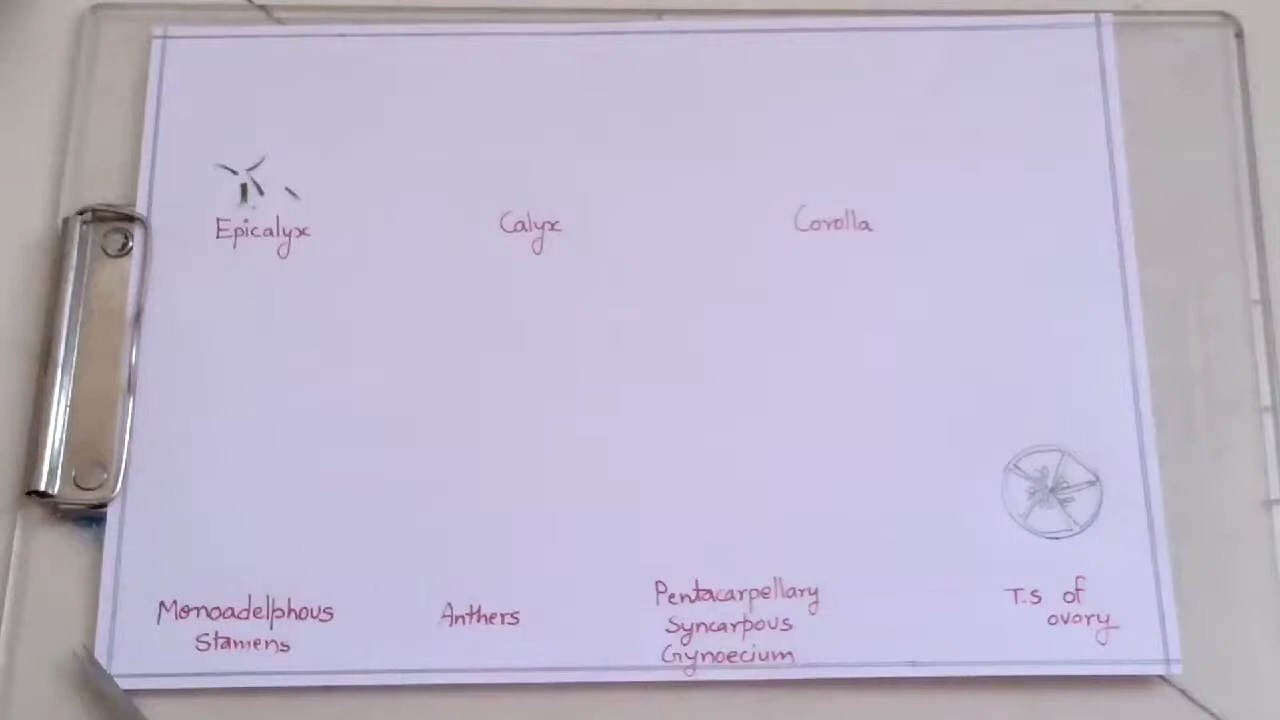 Epicalyx
Calyx
Corolla
Monoadelphous
Stamens
Anthers
Pentacarpellary
Syncarpous
Gynoecium
T.S of
ovary